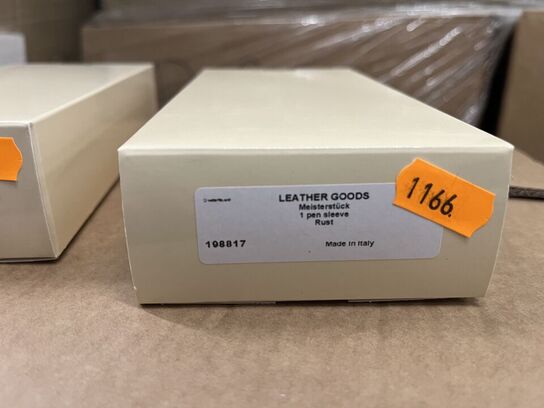 LEATHER GOODS
Meisterstück
1 pen sleeve
Rust
198817
Made in Italy
1166.